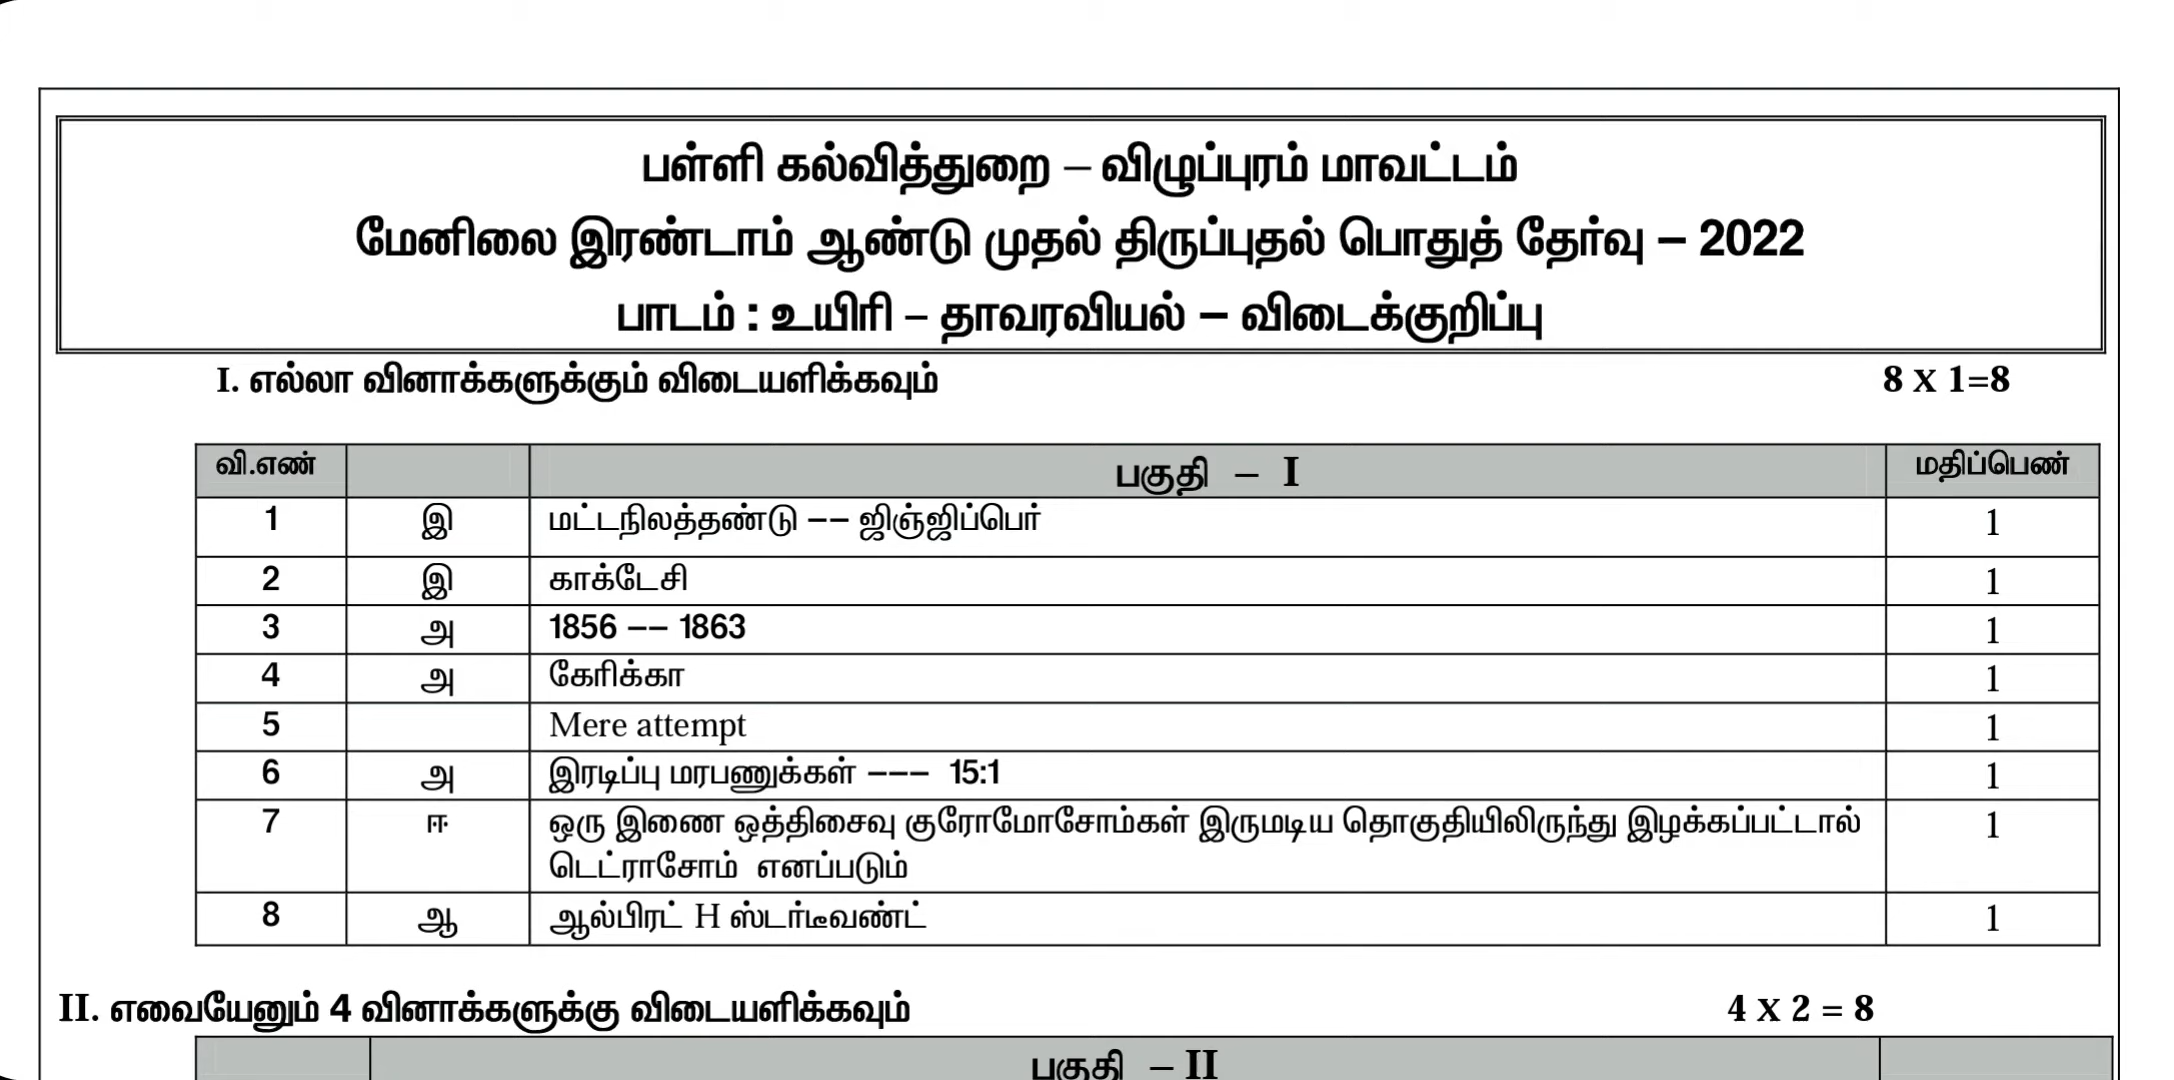 பள்ளி கல்வித்துறை – விழுப்புரம் மாவட்டம்
மேனிலை இரண்டாம் ஆண்டு முதல் திருப்புதல் பொதுத் தேர்வு – 2022
பாடம் : உயிரி – தாவரவியல் – விடைக்குறிப்பு
I. எல்லா வினாக்களுக்கும் விடையளிக்கவும் 8 X 1=8
வி.எண் பகுதி – I மதிப்பெண்
1 இ மட்டநிலத்தண்டு –– ஜிஞ்ஜிப்பெர் 1
2 இ காக்டேசி 1
3 அ 1856 –– 1863 1
4 அ கேரிக்கா 1
5 Mere attempt 1
6 அ இரடிப்பு மரபணுக்கள் ––– 15:1 1
7 ஈ ஒரு இணை ஒத்திசைவு குரோமோசோம்கள் இருமடிய தொகுதியிலிருந்து இழக்கப்பட்டால் 1
டெட்ராசோம் எனப்படும்
8 ஆ ஆல்பிரட் H ஸ்டர்டீவண்ட் 1
II. எவையேனும் 4 வினாக்களுக்கு விடையளிக்கவும் 4 X 2 = 8
பகுதி – II